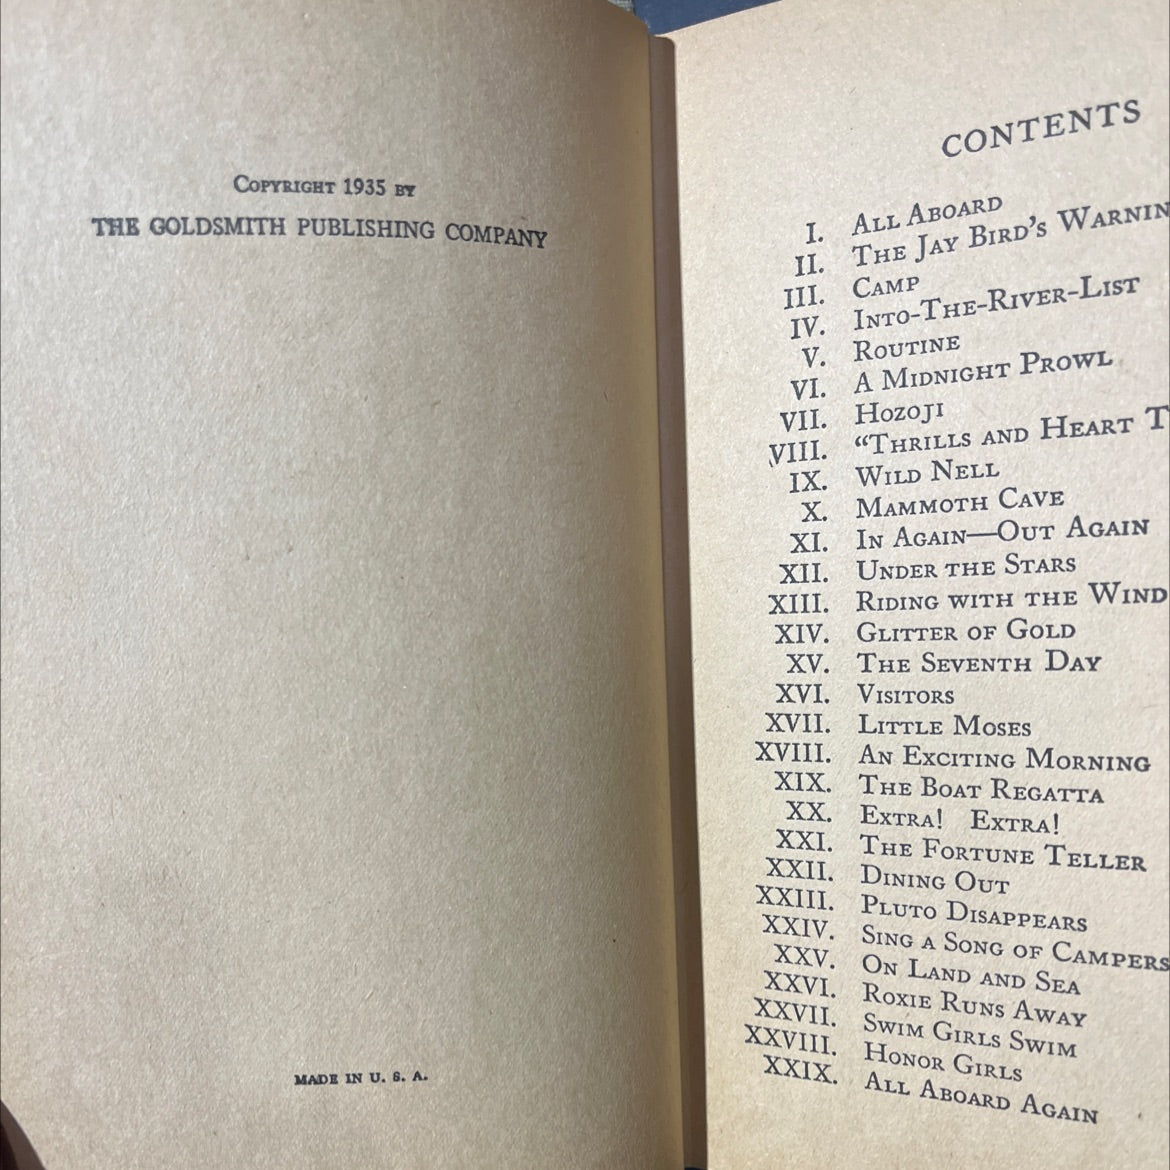 COPYRIGHT 1935 BY
THE GOLDSMITH PUBLISHING COMPANY
MADE IN U. S. A.
CONTENTS
I. ALL ABOARD
II. THE JAY BIRD'S WARNIN
III. CAMP
IV. INTO-THE-RIVER-LIST
V. ROUTINE
VI. A MIDNIGHT PROWL
VII. HOZOJI
VIII. “THRILLS AND HEART T
IX. WILD NELL
X. MAMMOTH CAVE
XI. IN AGAIN—OUT AGAIN
XII. UNDER THE STARS
XIII. RIDING WITH THE WIND
XIV. GLITTER OF GOLD
XV. THE SEVENTH DAY
XVI. VISITORS
XVII. LITTLE MOSES
XVIII. AN EXCITING MORNING
XIX. THE BOAT REGATTA
XX. EXTRA! EXTRA!
XXI. THE FORTUNE TELLER
XXII. DINING OUT
XXIII. PLUTO DISAPPEARS
XXIV. SING A SONG OF CAMPERS
XXV. ON LAND AND SEA
XXVI. ROXIE RUNS AWAY
XXVII. SWIM GIRLS SWIM
XXVIII. HONOR GIRLS
XXIX. ALL ABOARD AGAIN